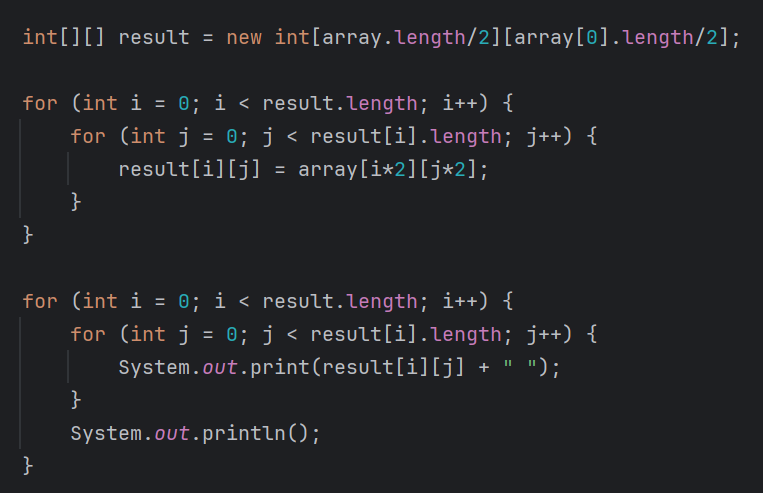 int[][] result = new int[array.length/2][array[0].length/2];

for (int i = 0; i < result.length; i++) {
    for (int j = 0; j < result[i].length; j++) {
        result[i][j] = array[i*2][j*2];
    }
}

for (int i = 0; i < result.length; i++) {
    for (int j = 0; j < result[i].length; j++) {
        System.out.print(result[i][j] + " ");
    }
    System.out.println();
}